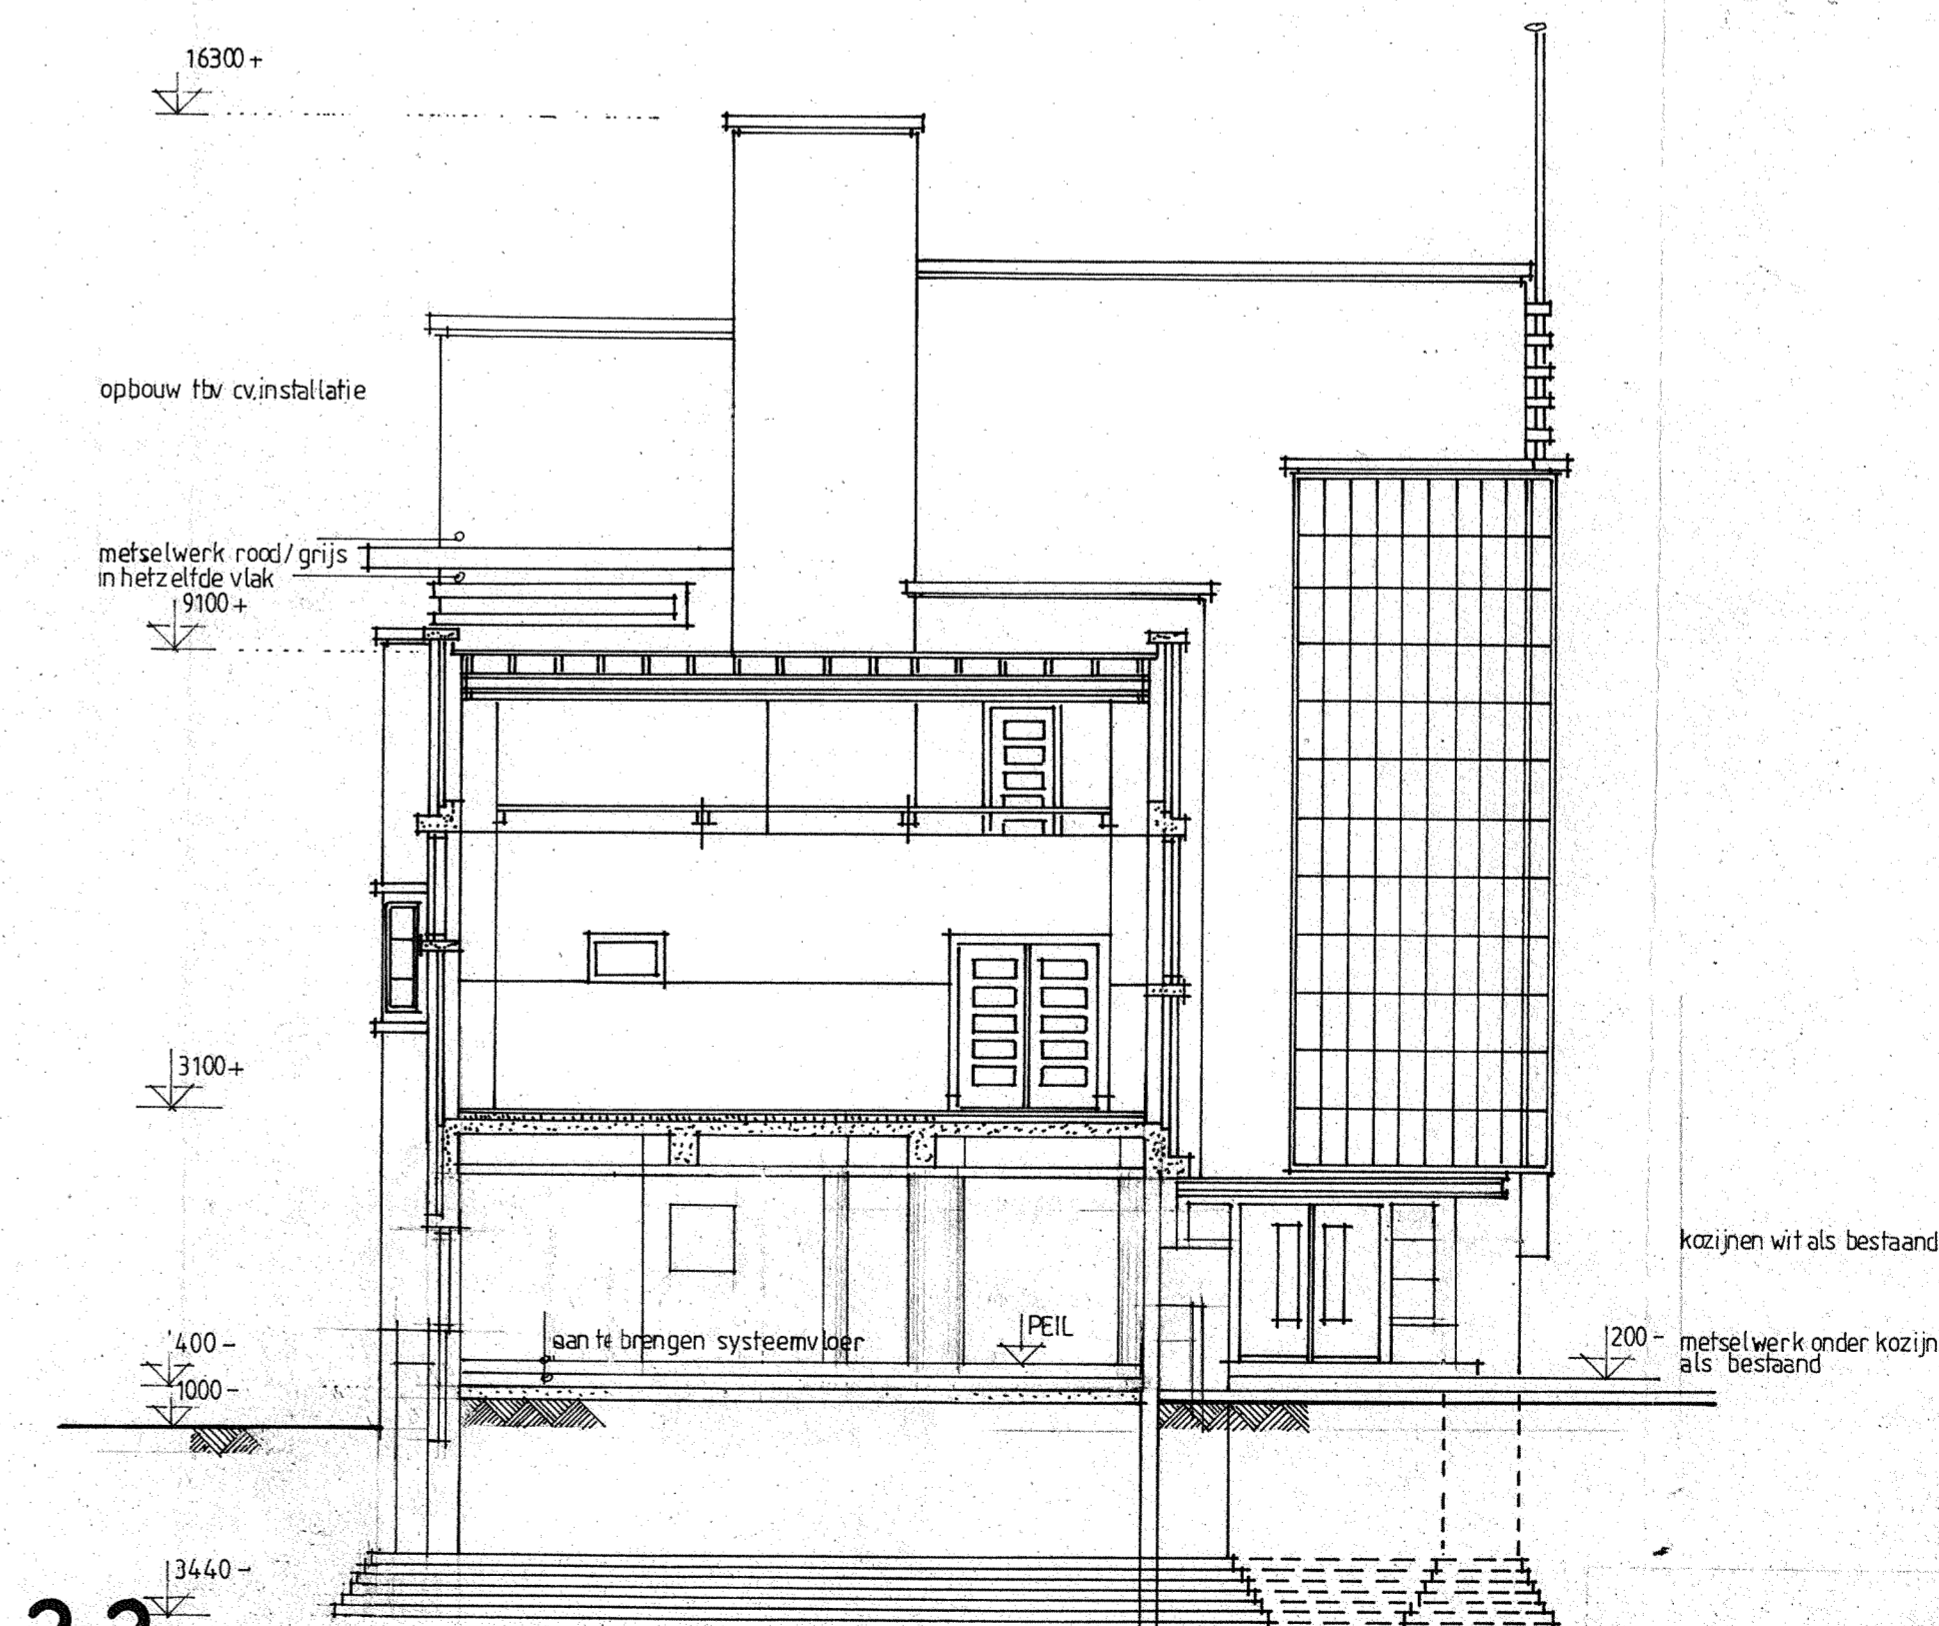 16300+
opbouw tbv cv.installatie
metselwerk rood/grijs
in hetzelfde vlak
9100+
3100+
kozijnen wit als bestaand
aan te brengen systeemvloer
PEIL
400-
200-
metselwerk onder kozijn
als bestaand
1000-
3440-